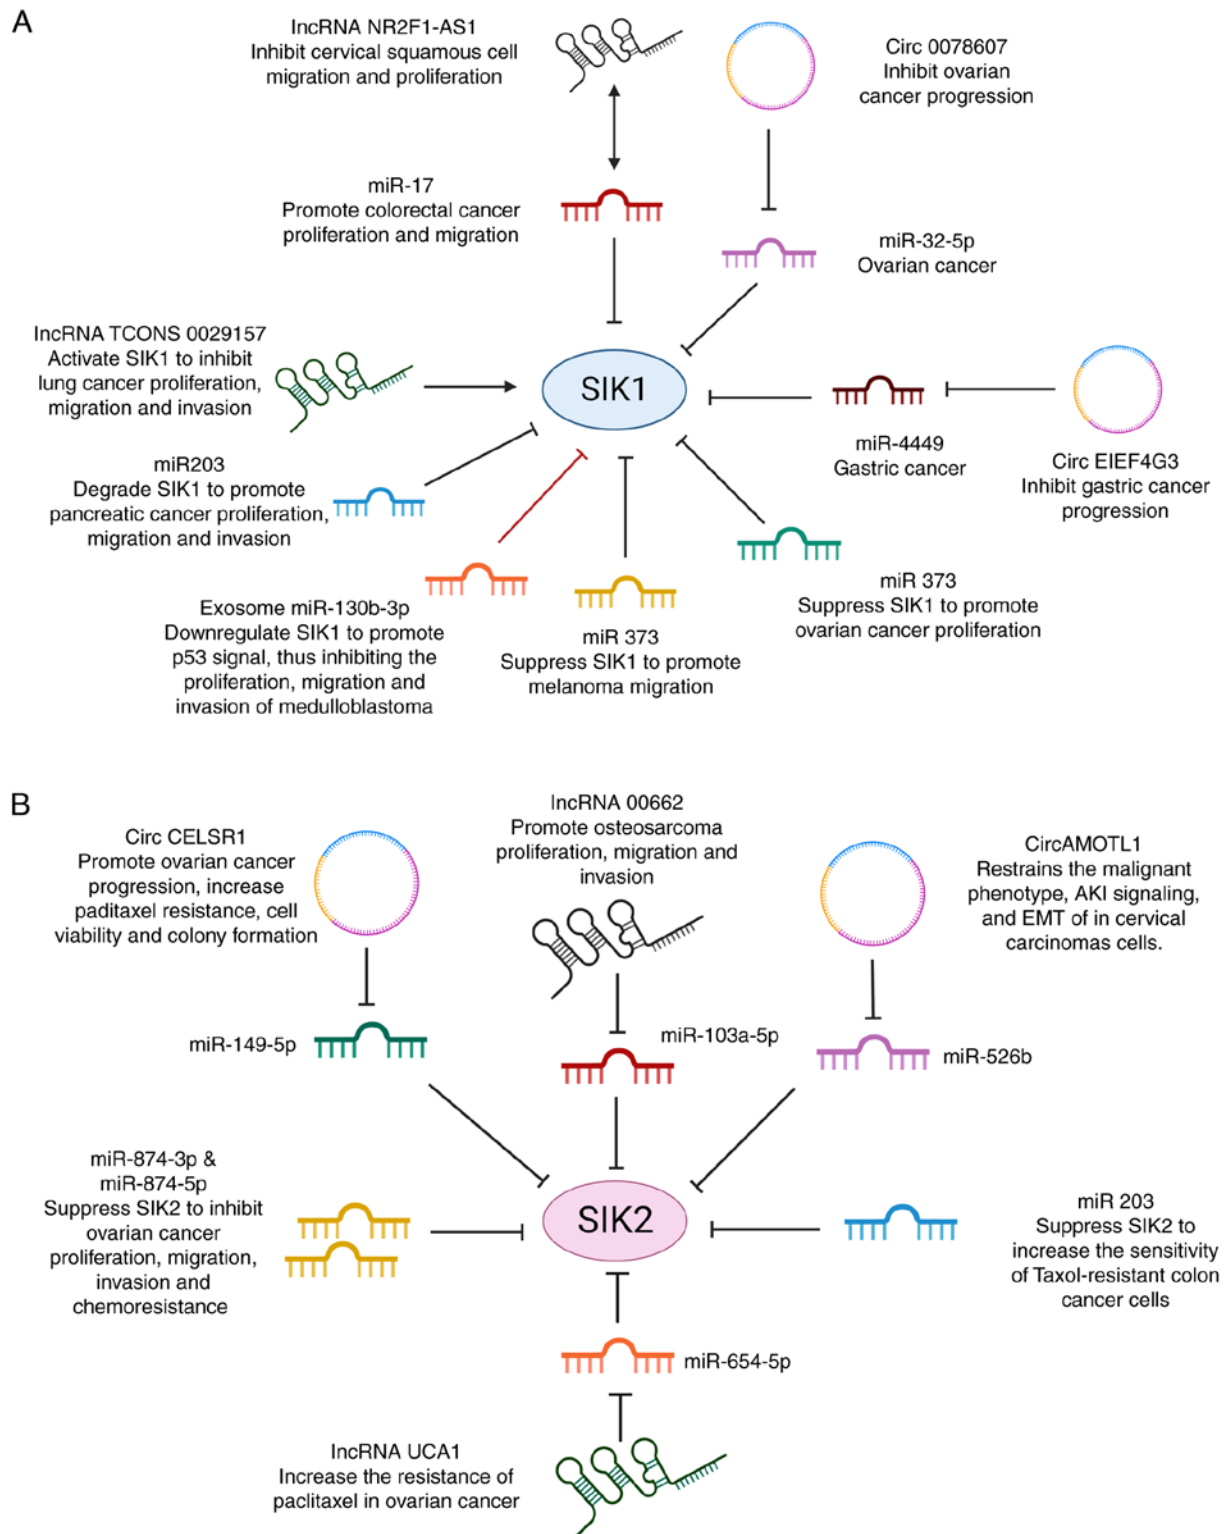 A
lncRNA NR2F1-AS1
Inhibit cervical squamous cell
migration and proliferation
Circ 0078607
Inhibit ovarian
cancer progression
miR-17
Promote colorectal cancer
proliferation and migration
miR-32-5p
Ovarian cancer
lncRNA TCONS 0029157
Activate SIK1 to inhibit
lung cancer proliferation,
migration and invasion
SIK1
miR-4449
Gastric cancer
Circ EIEF4G3
Inhibit gastric cancer
progression
miR203
Degrade SIK1 to promote
pancreatic cancer proliferation,
migration and invasion
Exosome miR-130b-3p
Downregulate SIK1 to promote
p53 signal, thus inhibiting the
proliferation, migration and
invasion of medulloblastoma
miR 373
Suppress SIK1 to promote
melanoma migration
miR 373
Suppress SIK1 to promote
ovarian cancer proliferation
B
Circ CELSR1
Promote ovarian cancer
progression, increase
paditaxel resistance, cell
viability and colony formation
lncRNA 00662
Promote osteosarcoma
proliferation, migration and
invasion
CircAMOTL1
Restrains the malignant
phenotype, AKI signaling,
and EMT of in cervical
carcinomas cells.
miR-149-5p
miR-103a-5p
miR-526b
miR-874-3p &
miR-874-5p
Suppress SIK2 to inhibit
ovarian cancer
proliferation, migration,
invasion and
chemoresistance
SIK2
miR 203
Suppress SIK2 to
increase the sensitivity
of Taxol-resistant colon
cancer cells
miR-654-5p
lncRNA UCA1
Increase the resistance of
paclitaxel in ovarian cancer